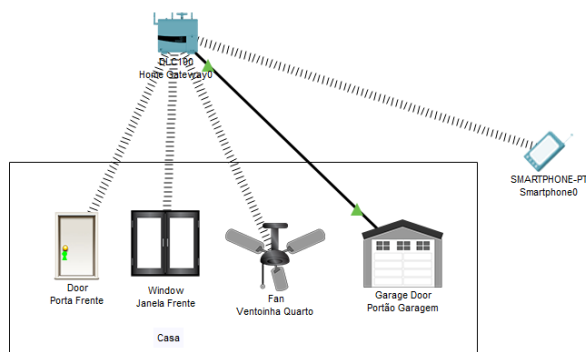 DLC100
Home Gateway0
SMARTPHONE-PT
Smartphone0
Door
Porta Frente
Window
Janela Frente
Fan
Ventoinha Quarto
Garage Door
Portão Garagem
Casa